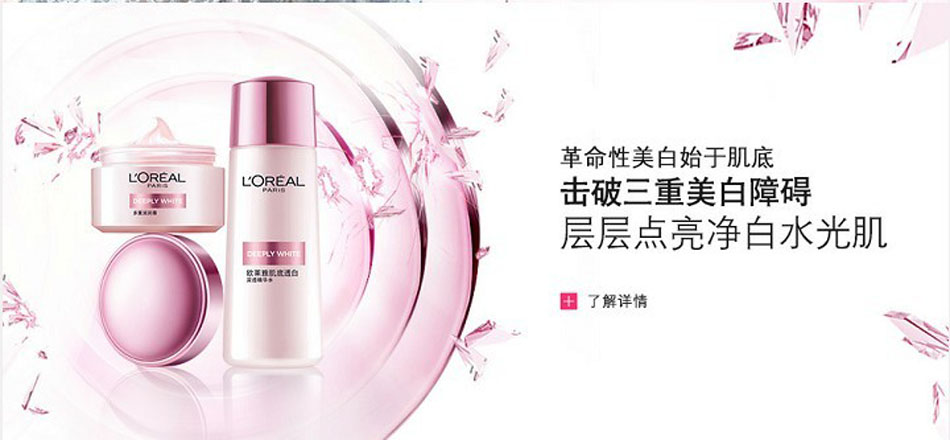 L'ORÉAL
PARIS
DEEPLY WHITE
L'ORÉAL
PARIS
DEEPLY WHITE
欧莱雅肌底透白
革命性美白始于肌底
击破三重美白障碍
层层点亮净白水光肌
了解详情